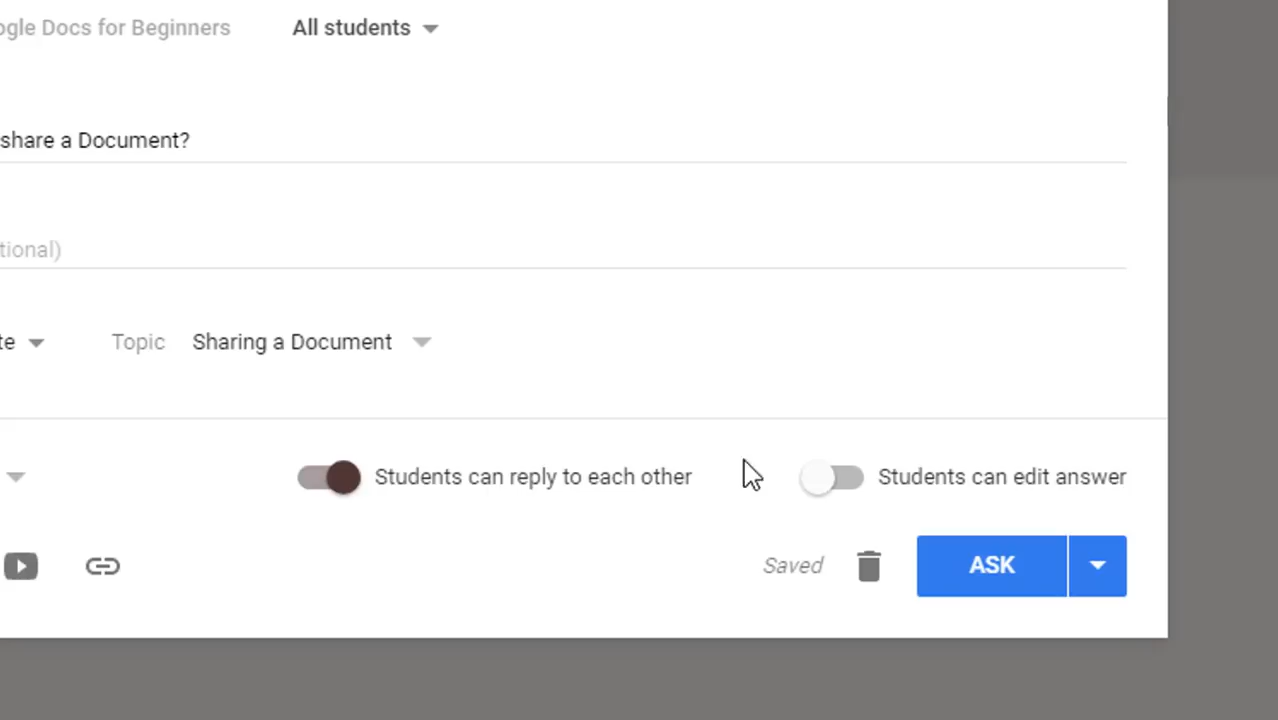 ogle Docs for Beginners All students
share a Document?
tional)
te Topic Sharing a Document
Students can reply to each other Students can edit answer
Saved ASK